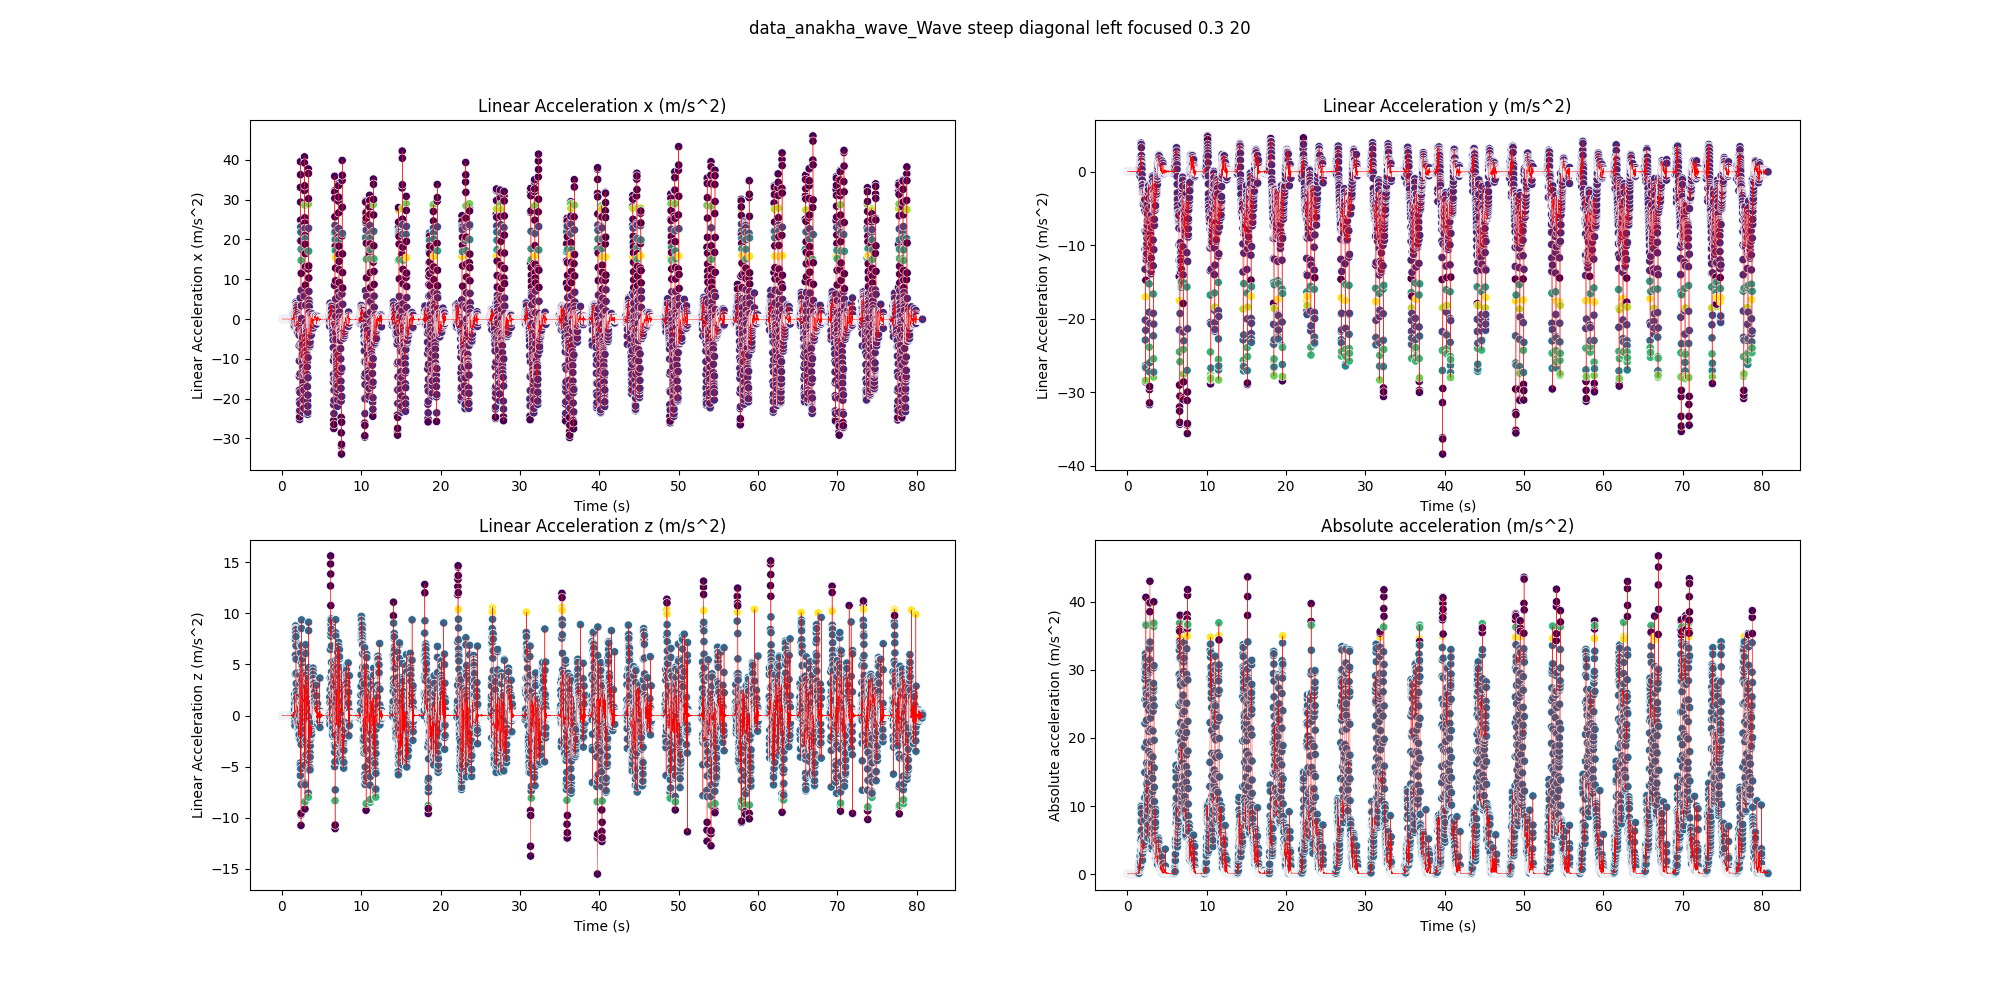 data_anakha_wave_Wave steep diagonal left focused 0.3 20
Linear Acceleration x (m/s^2)
Linear Acceleration x (m/s^2)
40
30
20
10
0
−10
−20
−30
0 10 20 30 40 50 60 70 80
Time (s)
Linear Acceleration y (m/s^2)
Linear Acceleration y (m/s^2)
0
−10
−20
−30
−40
0 10 20 30 40 50 60 70 80
Time (s)
Linear Acceleration z (m/s^2)
Linear Acceleration z (m/s^2)
15
10
5
0
−5
−10
−15
0 10 20 30 40 50 60 70 80
Time (s)
Absolute acceleration (m/s^2)
Absolute acceleration (m/s^2)
40
30
20
10
0
0 10 20 30 40 50 60 70 80
Time (s)